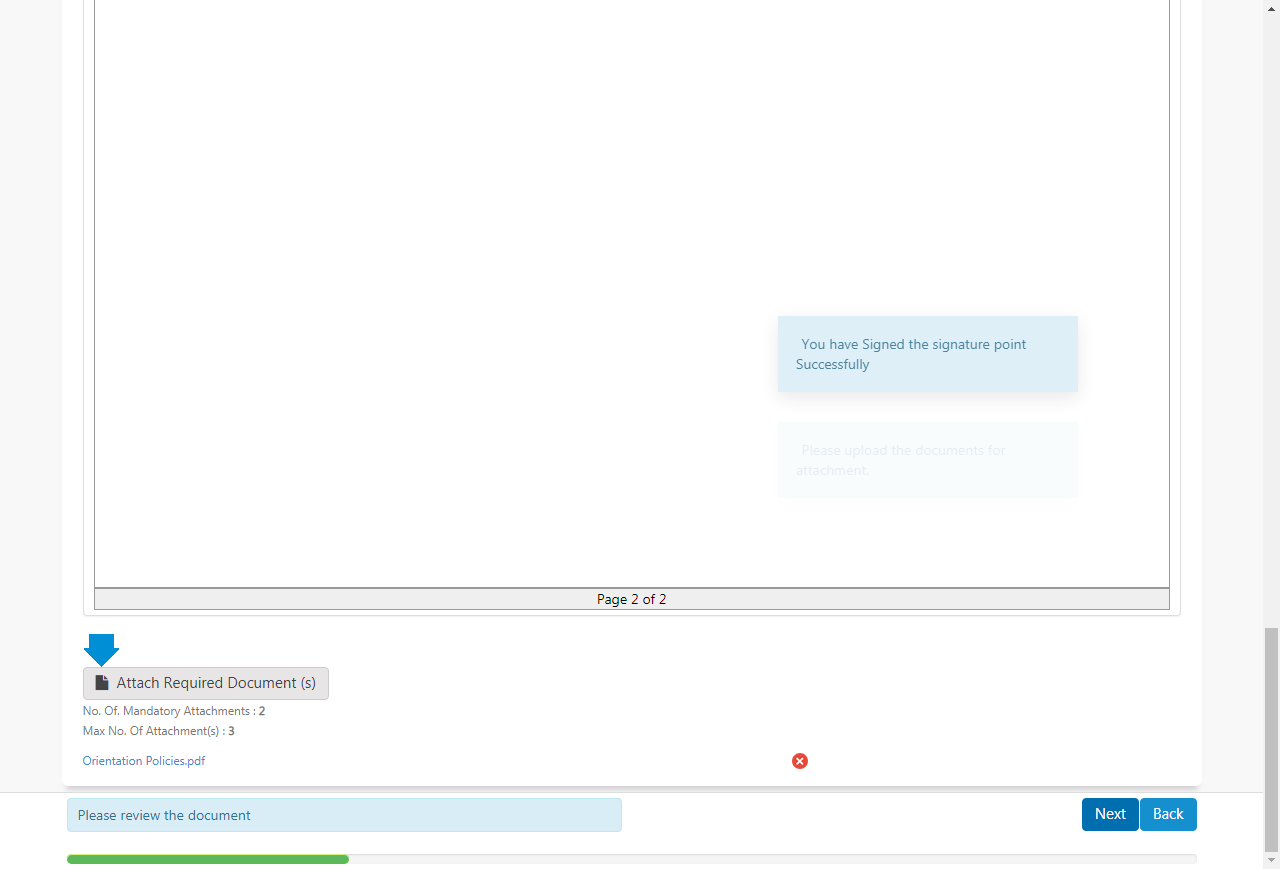 You have Signed the signature point
Successfully
Please upload the documents for
attachment.
Page 2 of 2
Attach Required Document (s)
No. Of. Mandatory Attachments : 2
Max No. Of Attachment(s) : 3
Orientation Policies.pdf
Please review the document
Next
Back